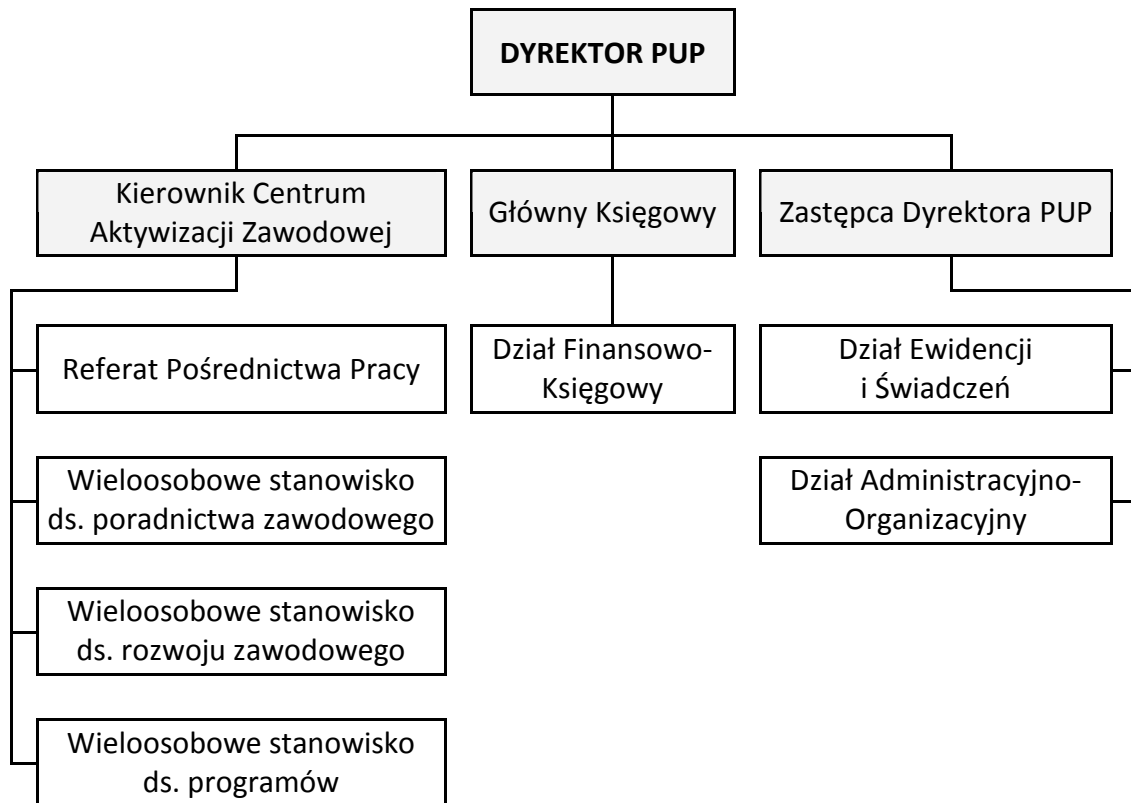 DYREKTOR PUP
Kierownik Centrum
Aktywizacji Zawodowej
Główny Księgowy
Zastępca Dyrektora PUP
Referat Pośrednictwa Pracy
Dział Finansowo-
Księgowy
Dział Ewidencji
i Świadczeń
Wieloosobowe stanowisko
ds. poradnictwa zawodowego
Dział Administracyjno-
Organizacyjny
Wieloosobowe stanowisko
ds. rozwoju zawodowego
Wieloosobowe stanowisko
ds. programów